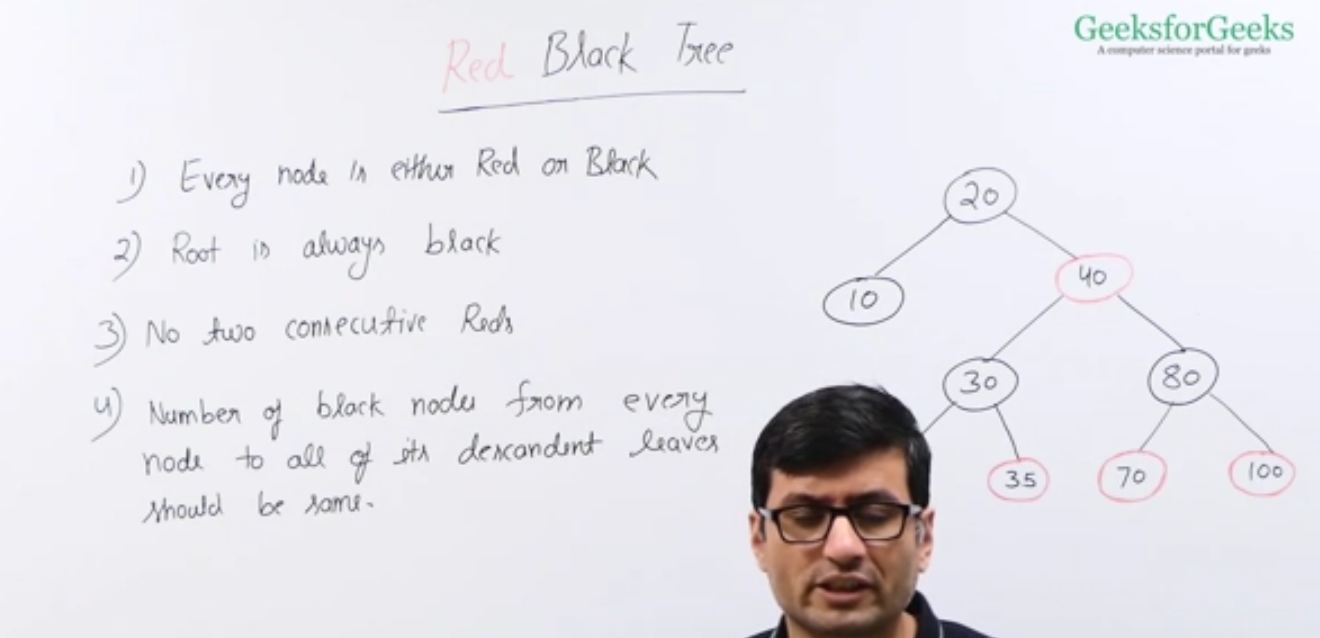 GeeksforGeeks
A computer science portal for geeks
Red Black Tree
1) Every node is either Red or Black
2) Root is always black
3) No two consecutive Reds
4) Number of black nodes from every
node to all of its descendent leaves
should be same.
20
10
40
30
80
35
70
100